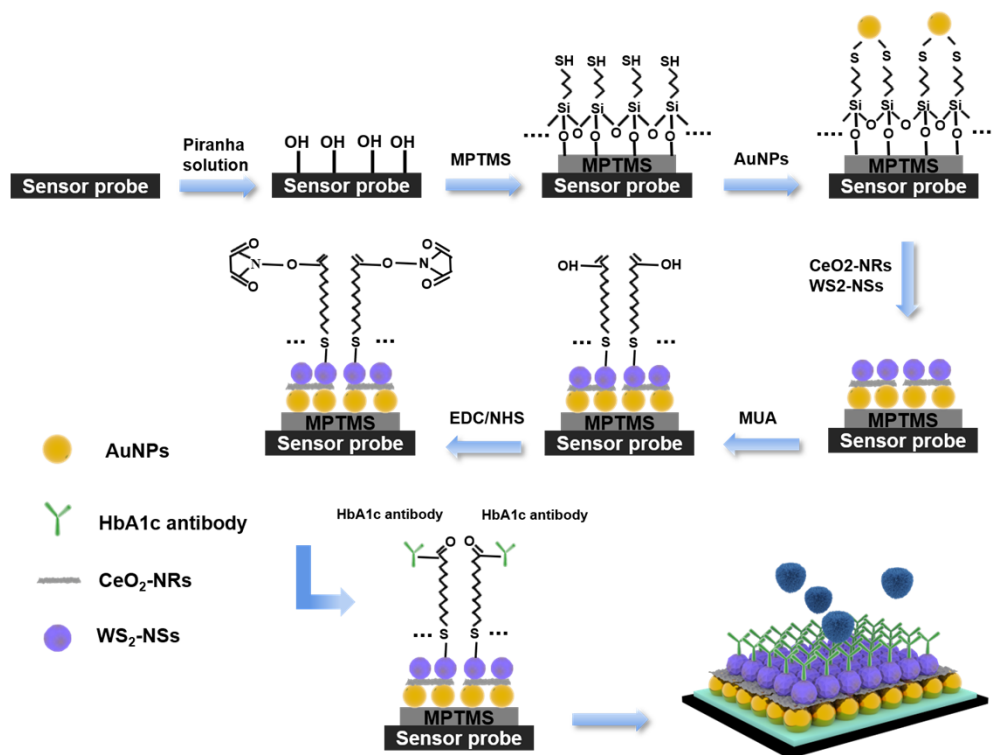 Piranha
solution
OH OH OH OH
Sensor probe
Sensor probe
MPTMS
SH SH SH SH
Si Si Si Si
O O O
O O O O
.... ....
MPTMS
Sensor probe
AuNPs
S S S S
Si Si Si Si
O O O
O O O O
.... ....
MPTMS
Sensor probe
CeO2-NRs
WS2-NSs
MPTMS
Sensor probe
MUA
OH OH
S S
... ...
MPTMS
Sensor probe
EDC/NHS
O O
N O O N
O O
S S
... ...
MPTMS
Sensor probe
AuNPs
HbA1c antibody
CeO₂-NRs
WS₂-NSs
HbA1c antibody HbA1c antibody
O O
S S
... ...
MPTMS
Sensor probe